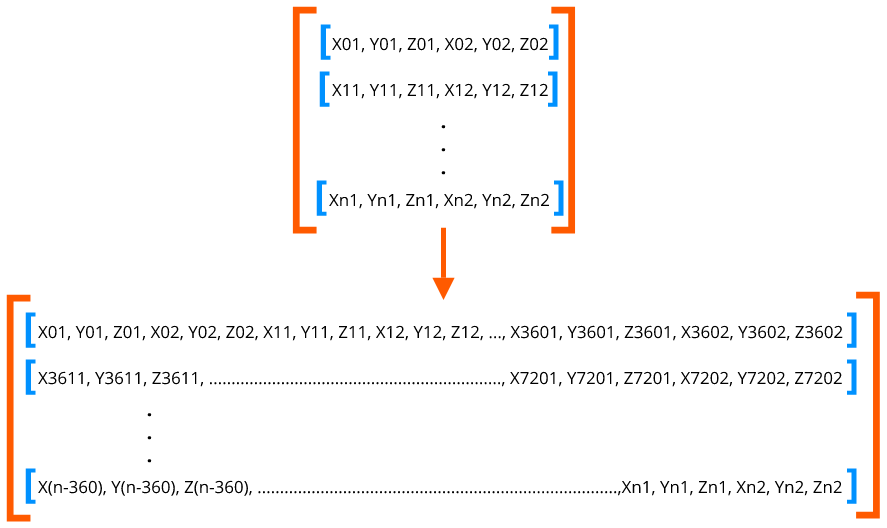 [ X01, Y01, Z01, X02, Y02, Z02 ]
[ X11, Y11, Z11, X12, Y12, Z12 ]
.
.
.
[ Xn1, Yn1, Zn1, Xn2, Yn2, Zn2 ]
[ X01, Y01, Z01, X02, Y02, Z02, X11, Y11, Z11, X12, Y12, Z12, ..., X3601, Y3601, Z3601, X3602, Y3602, Z3602 ]
[ X3611, Y3611, Z3611, ................................................................, X7201, Y7201, Z7201, X7202, Y7202, Z7202 ]
.
.
.
[ X(n-360), Y(n-360), Z(n-360), ................................................................................,Xn1, Yn1, Zn1, Xn2, Yn2, Zn2 ]